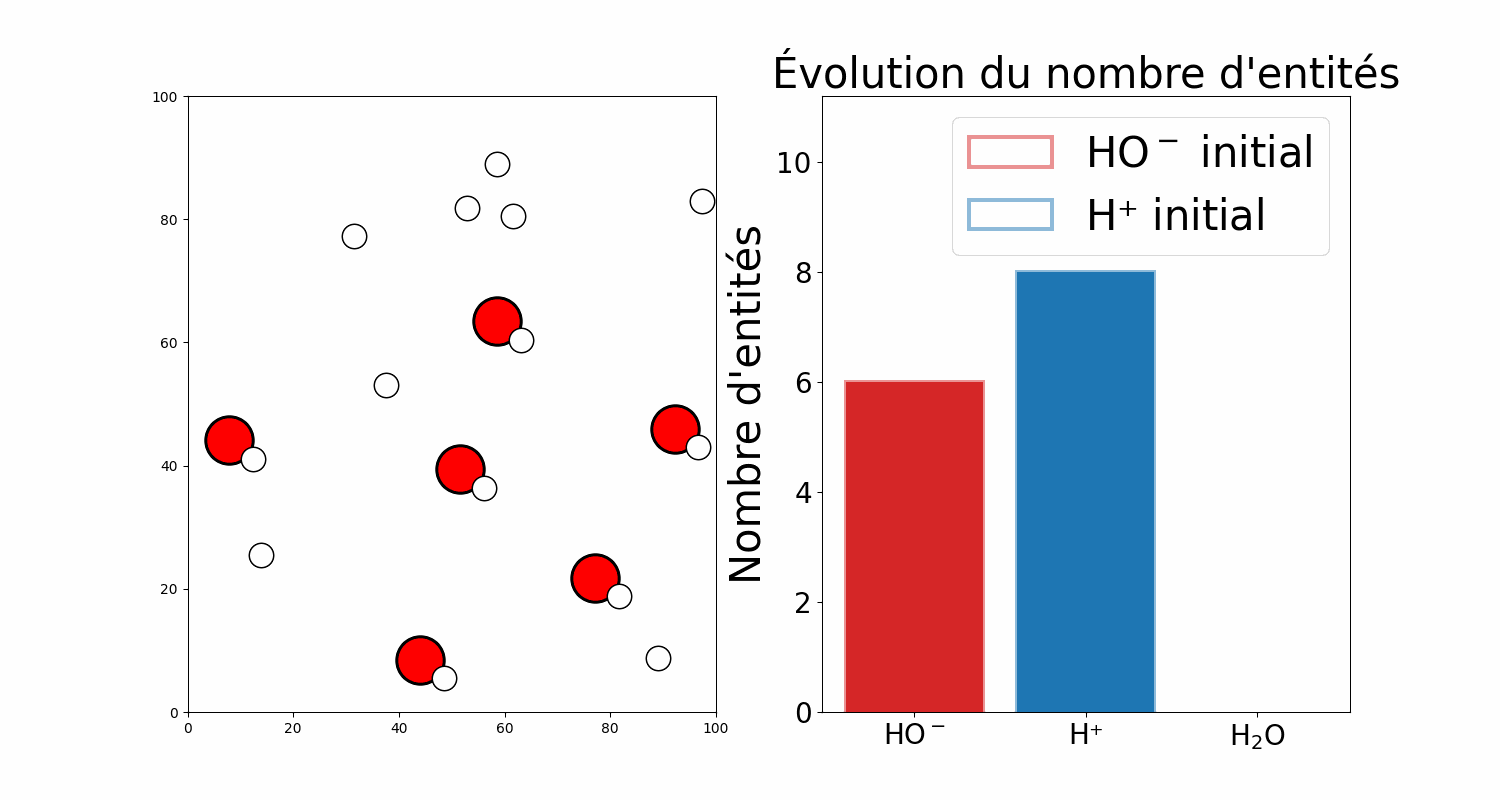 100
80
60
40
20
0
0 20 40 60 80 100
Évolution du nombre d'entités
HO⁻ initial
H⁺ initial
Nombre d'entités
10
8
6
4
2
0
HO⁻ H⁺ H₂O